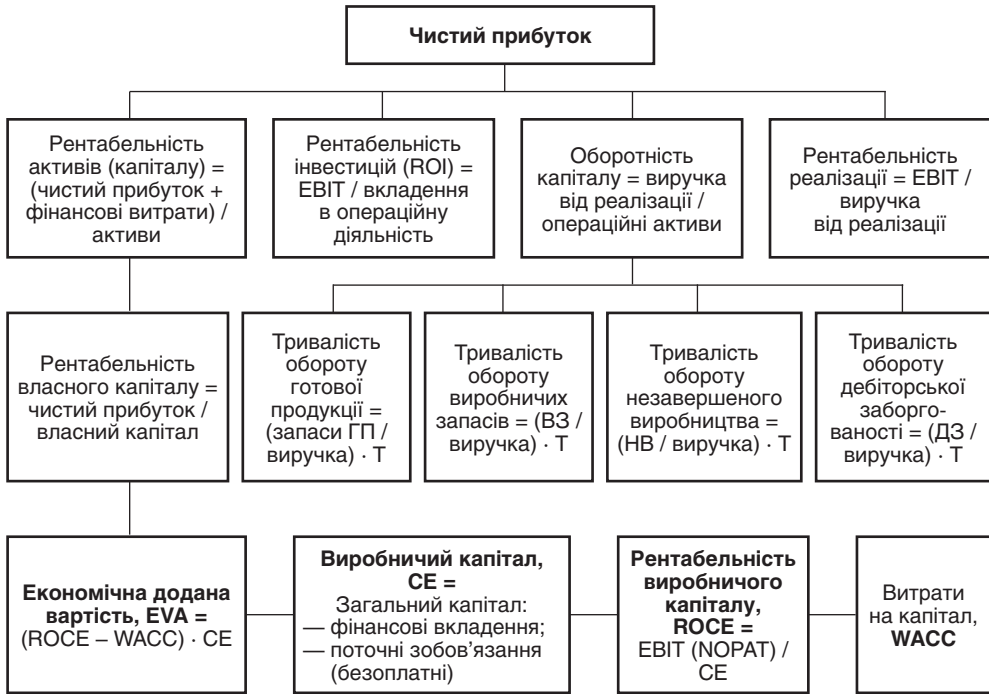 Чистий прибуток
Рентабельність
активів (капіталу) =
(чистий прибуток +
фінансові витрати) /
активи
Рентабельність
інвестицій (ROI) =
EBIT / вкладення
в операційну
діяльність
Оборотність
капіталу = виручка
від реалізації /
операційні активи
Рентабельність
реалізації = EBIT /
виручка
від реалізації
Рентабельність
власного капіталу =
чистий прибуток /
власний капітал
Тривалість
обороту
готової
продукції =
(запаси ГП /
виручка) · Т
Тривалість
обороту
виробничих
запасів = (ВЗ /
виручка) · Т
Тривалість
обороту
незавершеного
виробництва =
(НВ / виручка) · Т
Тривалість
обороту
дебіторської
заборго-
ваності = (ДЗ /
виручка) · Т
Економічна додана
вартість, EVA =
(ROCE – WACC) · CE
Виробничий капітал,
CE =
Загальний капітал:
— фінансові вкладення;
— поточні зобов’язання
(безоплатні)
Рентабельність
виробничого
капіталу,
ROCE =
EBIT (NOPAT) /
CE
Витрати
на капітал,
WACC